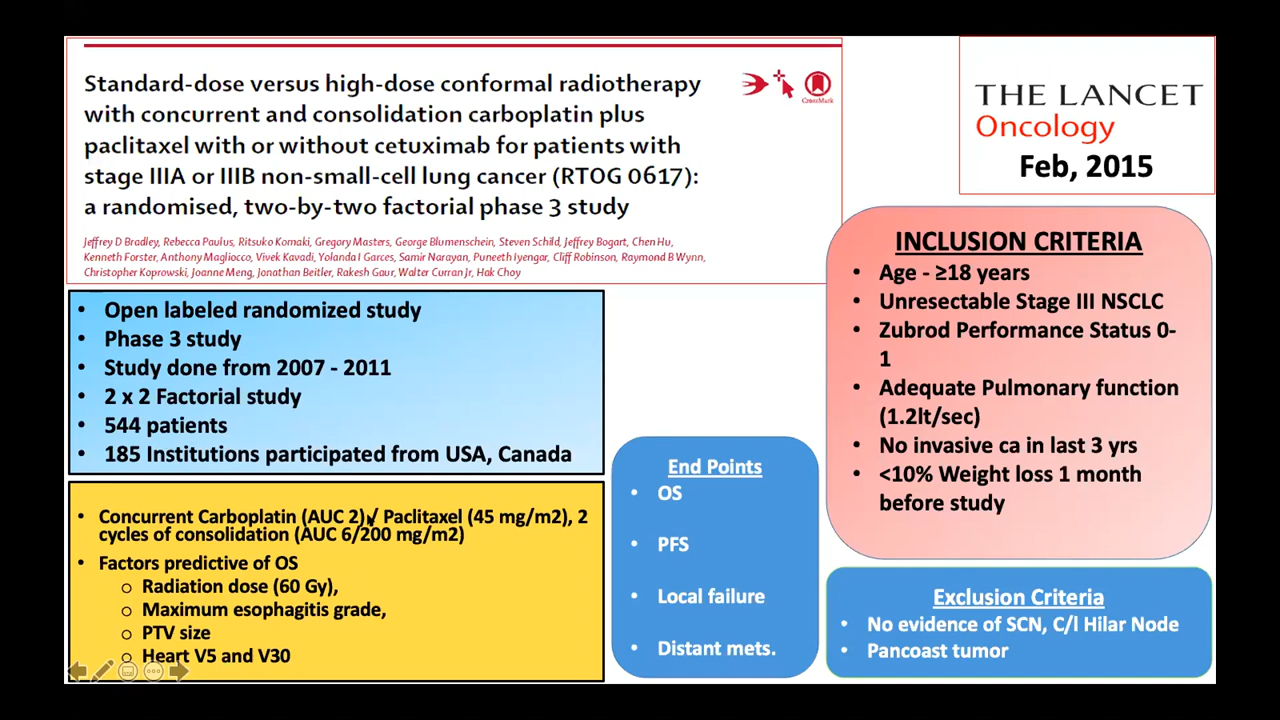 Standard-dose versus high-dose conformal radiotherapy
with concurrent and consolidation carboplatin plus
paclitaxel with or without cetuximab for patients with
stage IIIA or IIIB non-small-cell lung cancer (RTOG 0617):
a randomised, two-by-two factorial phase 3 study
CrossMark
Jeffrey D Bradley, Rebecca Paulus, Ritsuko Komaki, Gregory Masters, George Blumenschein, Steven Schild, Jeffrey Bogart, Chen Hu,
Kenneth Forster, Anthony Magliocco, Vivek Kavadi, Yolanda I Garces, Samir Narayan, Puneeth Iyengar, Cliff Robinson, Raymond B Wynn,
Christopher Koprowski, Joanne Meng, Jonathan Beitler, Rakesh Gaur, Walter Curran Jr, Hak Choy
THE LANCET
Oncology
Feb, 2015
• Open labeled randomized study
• Phase 3 study
• Study done from 2007 - 2011
• 2 x 2 Factorial study
• 544 patients
• 185 Institutions participated from USA, Canada
• Concurrent Carboplatin (AUC 2)/ Paclitaxel (45 mg/m2), 2
cycles of consolidation (AUC 6/200 mg/m2)
• Factors predictive of OS
o Radiation dose (60 Gy),
o Maximum esophagitis grade,
o PTV size
o Heart V5 and V30
End Points
• OS
• PFS
• Local failure
• Distant mets.
INCLUSION CRITERIA
• Age - ≥18 years
• Unresectable Stage III NSCLC
• Zubrod Performance Status 0-
1
• Adequate Pulmonary function
(1.2lt/sec)
• No invasive ca in last 3 yrs
• <10% Weight loss 1 month
before study
Exclusion Criteria
• No evidence of SCN, C/l Hilar Node
• Pancoast tumor